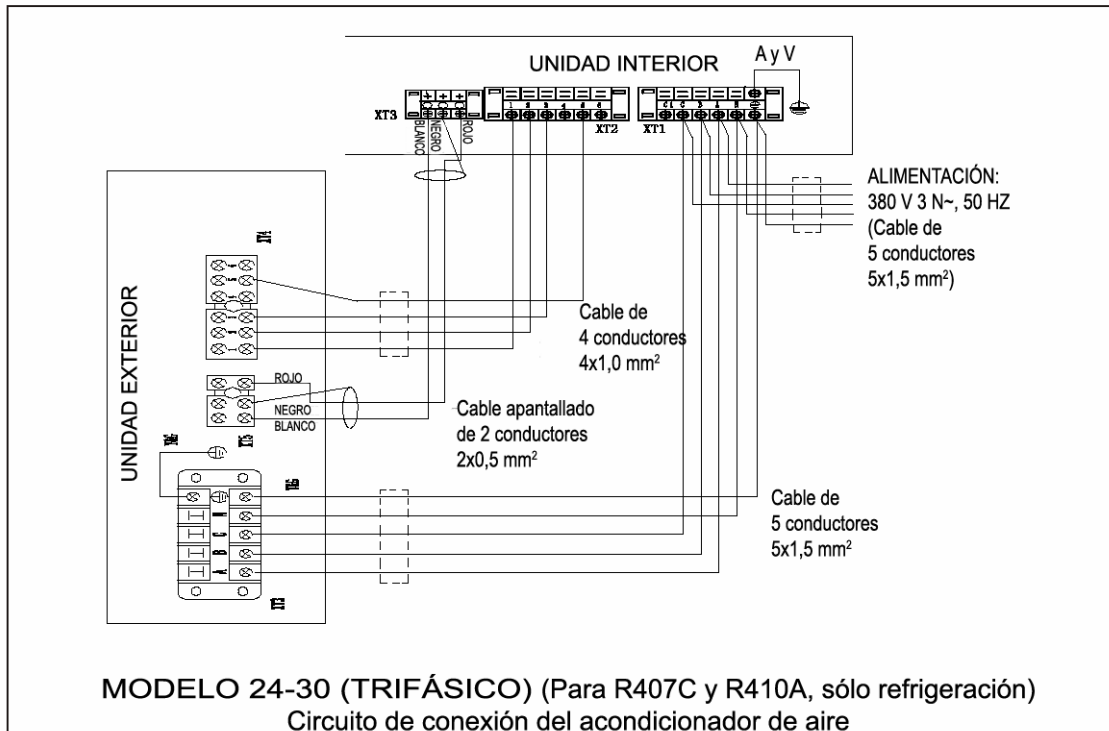 UNIDAD INTERIOR
A y V
XT3
1 2 3 4 5 6
XT2
XT1
C1 C B A N
BLANCO
NEGRO
ROJO
ALIMENTACIÓN:
380 V 3 N~, 50 HZ
(Cable de
5 conductores
5x1,5 mm²)
UNIDAD EXTERIOR
XT4
Cable de
4 conductores
4x1,0 mm²
ROJO
NEGRO
BLANCO
XT5
Cable apantallado
de 2 conductores
2x0,5 mm²
Cable de
5 conductores
5x1,5 mm²
C
B
A
MODELO 24-30 (TRIFÁSICO) (Para R407C y R410A, sólo refrigeración)
Circuito de conexión del acondicionador de aire